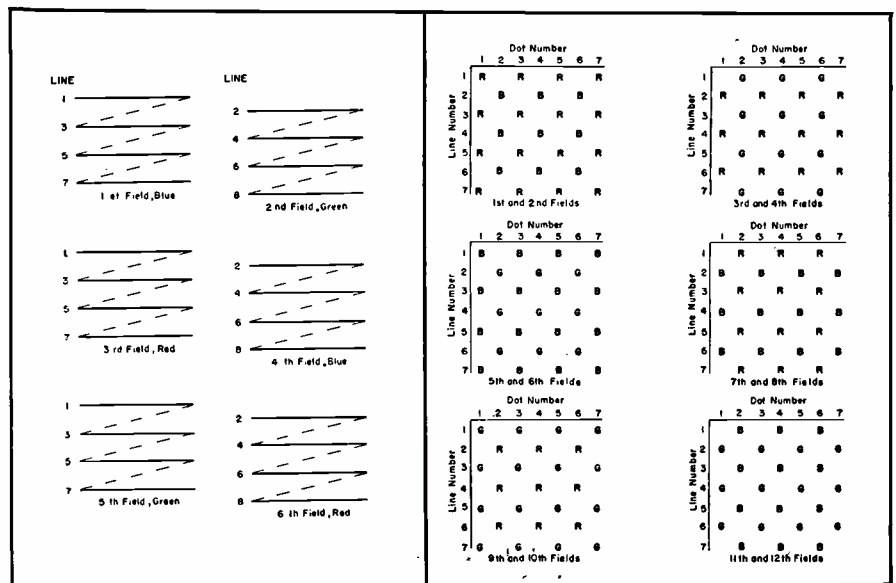 LINE
1
3
5
7
1 st Field, Blue
LINE
2
4
6
8
2nd Field, Green
1
3
5
7
3 rd Field, Red
2
4
6
8
4 th Field, Blue
1
3
5
7
5 th Field, Green
2
4
6
8
6 th Field, Red
Dot Number
1 2 3 4 5 6 7
Line Number
1 R R R R
2 B B B
3 R R R R
4 B B B
5 R R R R
6 B B B
7 R R R R
1st and 2nd Fields
Dot Number
1 2 3 4 5 6 7
Line Number
1 G G G
2 R R R R
3 G G G
4 R R R R
5 G G G
6 R R R R
7 G G G
3rd and 4th Fields
Dot Number
1 2 3 4 5 6 7
Line Number
1 B B B B
2 G G G
3 B B B B
4 G G G
5 B B B B
6 G G G
7 B B B B
5th and 6th Fields
Dot Number
1 2 3 4 5 6 7
Line Number
1 R R R
2 B B B B
3 R R R
4 B B B B
5 R R R
6 B B B B
7 R R R
7th and 8th Fields
Dot Number
1 2 3 4 5 6 7
Line Number
1 G G G G
2 R R R
3 G G G G
4 R R R
5 G G G G
6 R R R
7 G G G G
9th and 10th Fields
Dot Number
1 2 3 4 5 6 7
Line Number
1 B B B
2 G G G G
3 B B B
4 G G G G
5 B B B
6 G G G G
7 B B B
11th and 12th Fields